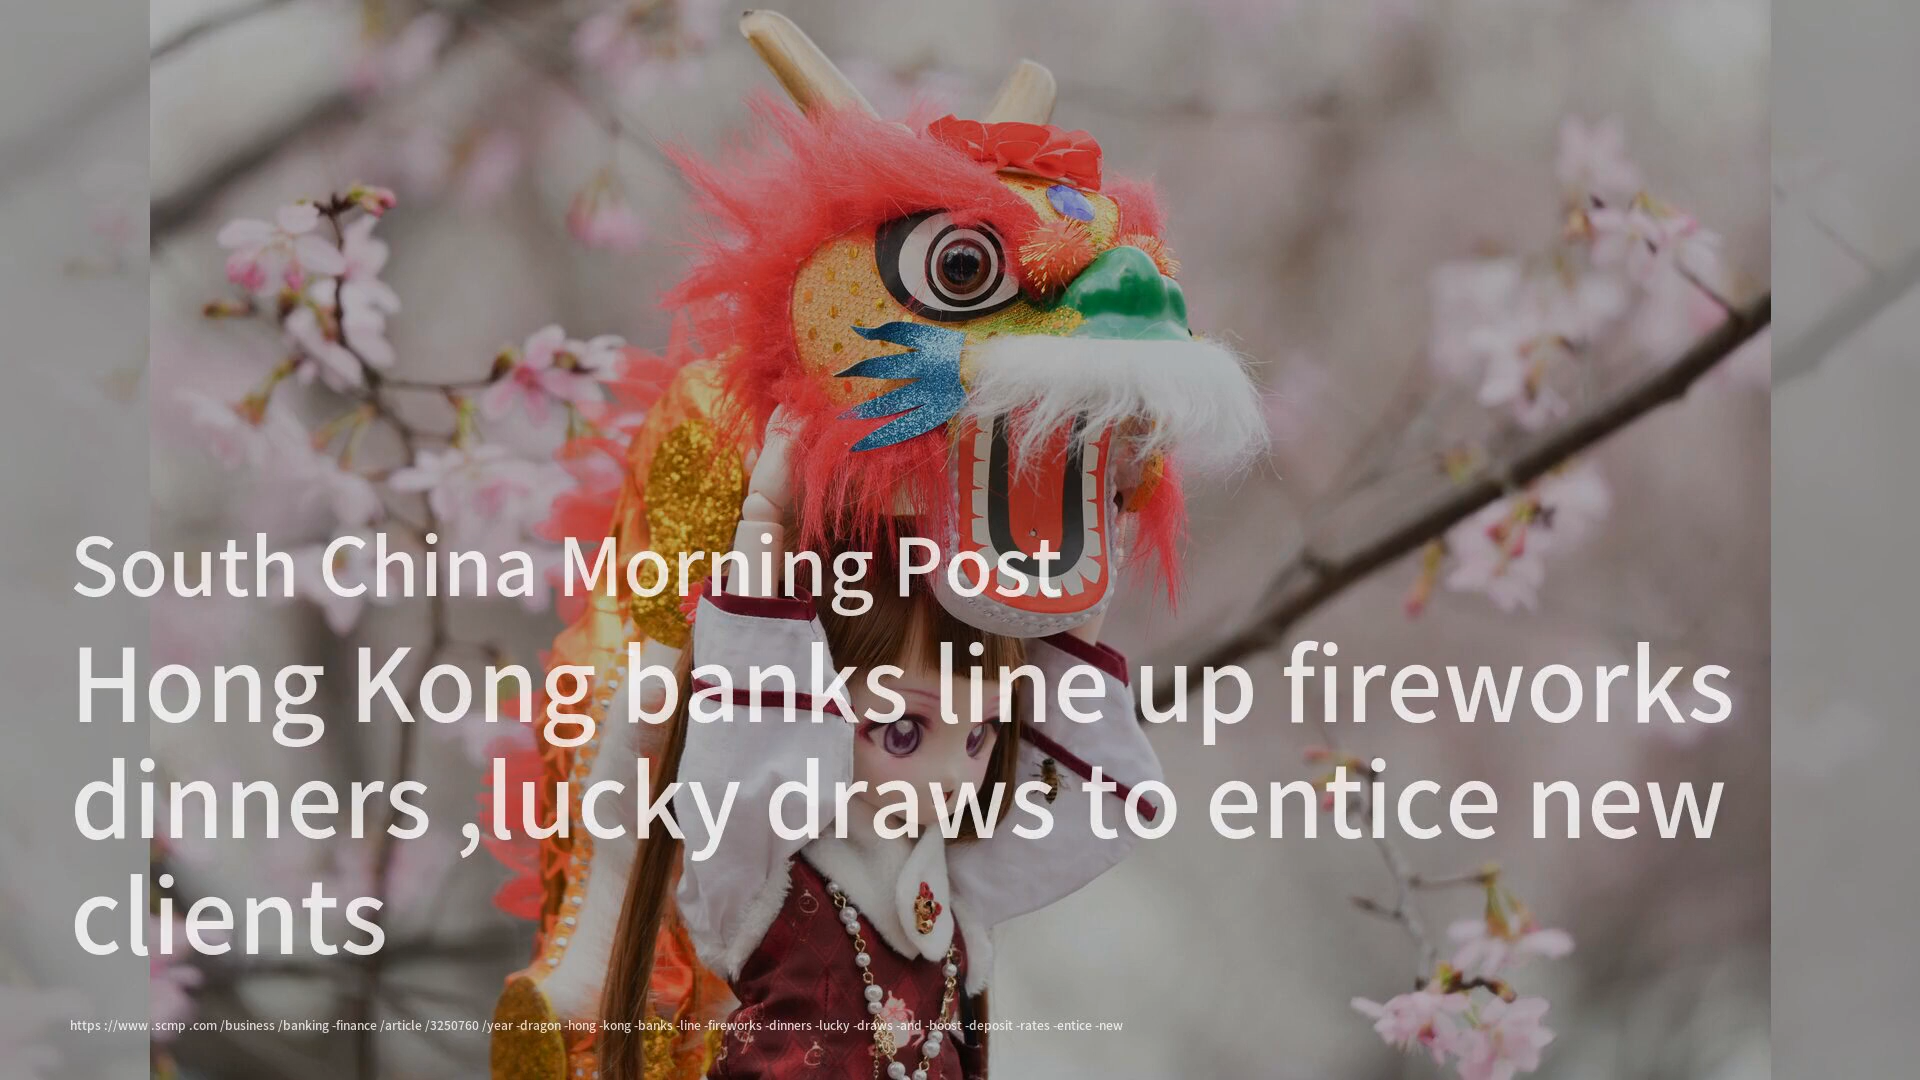 South China Morning Post
Hong Kong banks line up fireworks
dinners ,lucky draws to entice new
clients
https ://www .scmp .com /business /banking -finance /article /3250760 /year -dragon -hong -kong -banks -line -fireworks -dinners -lucky -draws -and -boost -deposit -rates -entice -new